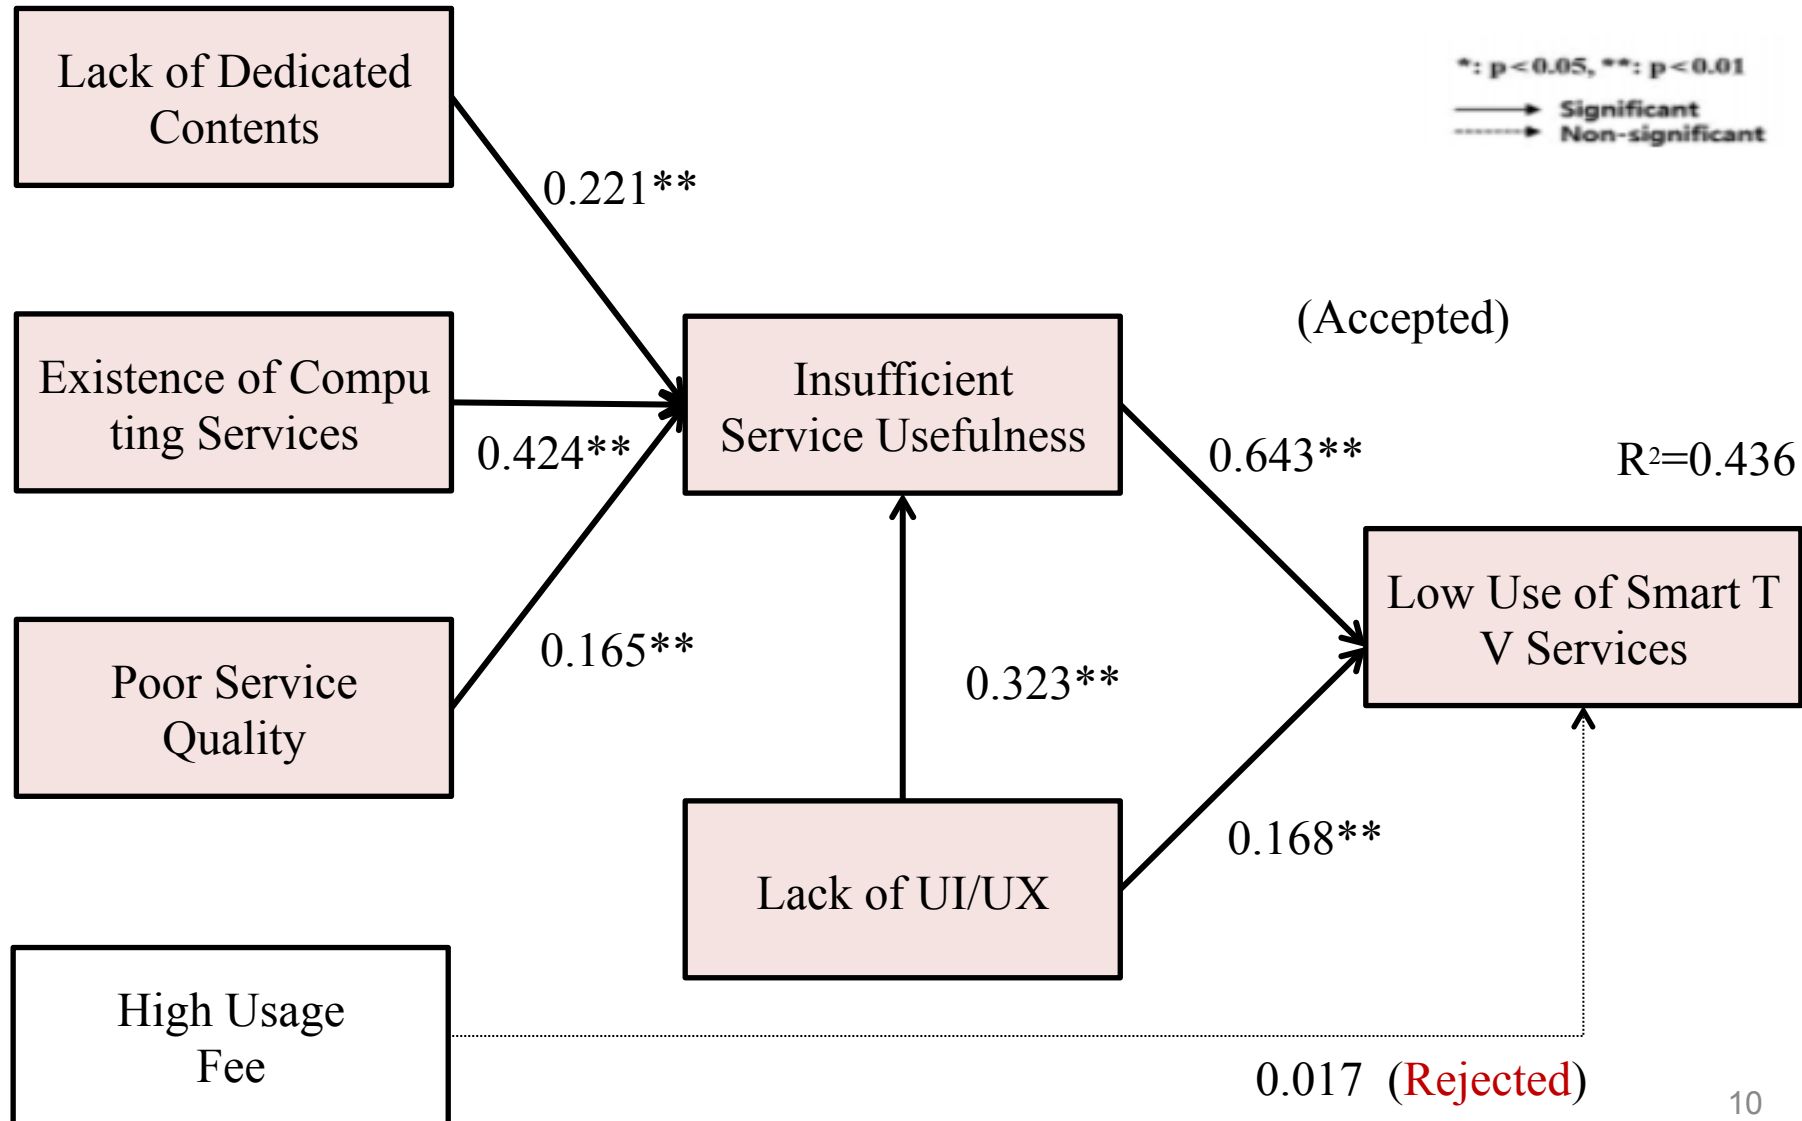 Lack of Dedicated
Contents
*: p<0.05, **: p<0.01
Significant
Non-significant
0.221**
(Accepted)
Existence of Compu
ting Services
Insufficient
Service Usefulness
0.424**
0.643**
R²=0.436
Low Use of Smart T
V Services
Poor Service
Quality
0.165**
0.323**
0.168**
Lack of UI/UX
High Usage
Fee
0.017 (Rejected)
10